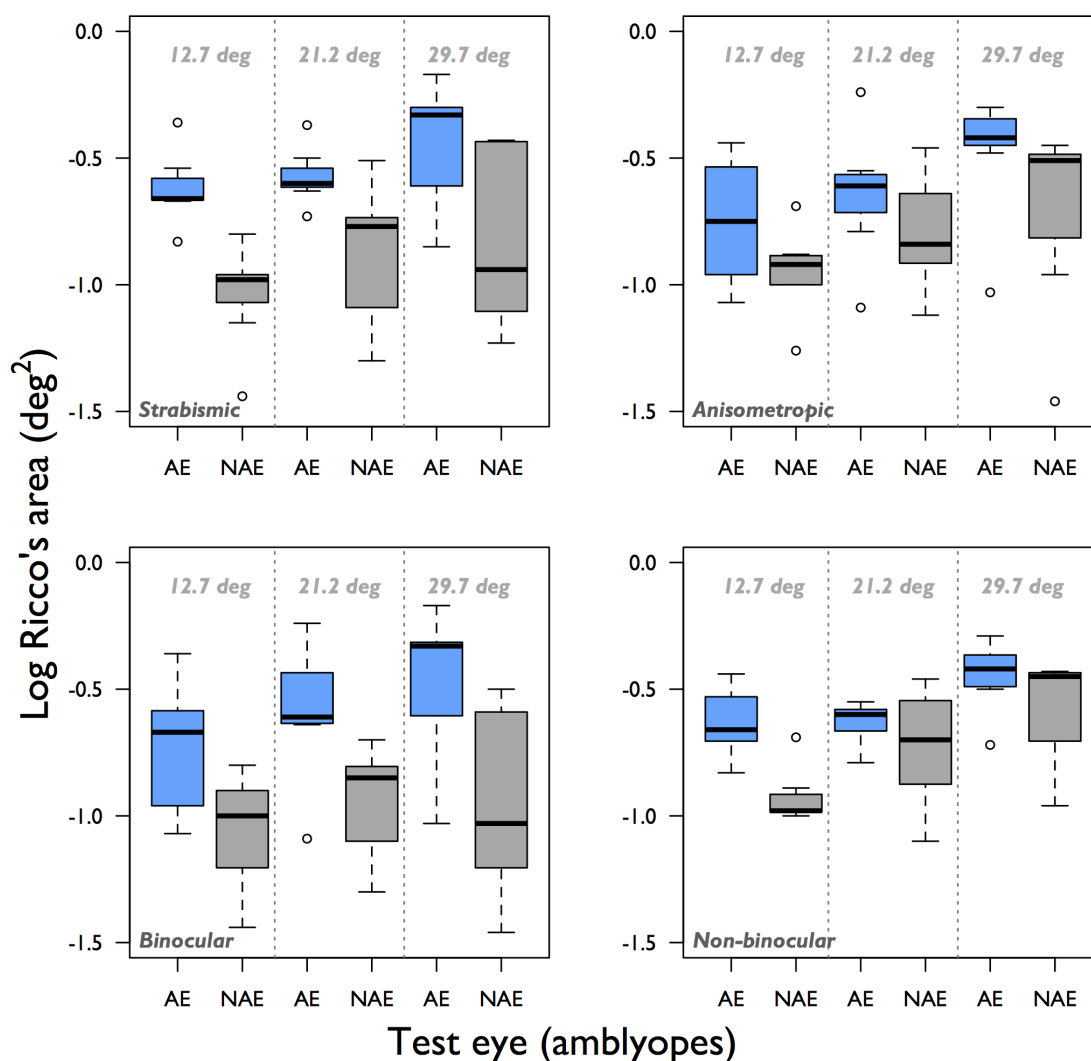 Log Ricco's area (deg²)
0.0
-0.5
-1.0
-1.5
12.7 deg
21.2 deg
29.7 deg
Strabismic
AE
NAE
AE
NAE
AE
NAE
0.0
-0.5
-1.0
-1.5
12.7 deg
21.2 deg
29.7 deg
Anisometropic
AE
NAE
AE
NAE
AE
NAE
0.0
-0.5
-1.0
-1.5
12.7 deg
21.2 deg
29.7 deg
Binocular
AE
NAE
AE
NAE
AE
NAE
0.0
-0.5
-1.0
-1.5
12.7 deg
21.2 deg
29.7 deg
Non-binocular
AE
NAE
AE
NAE
AE
NAE
Test eye (amblyopes)